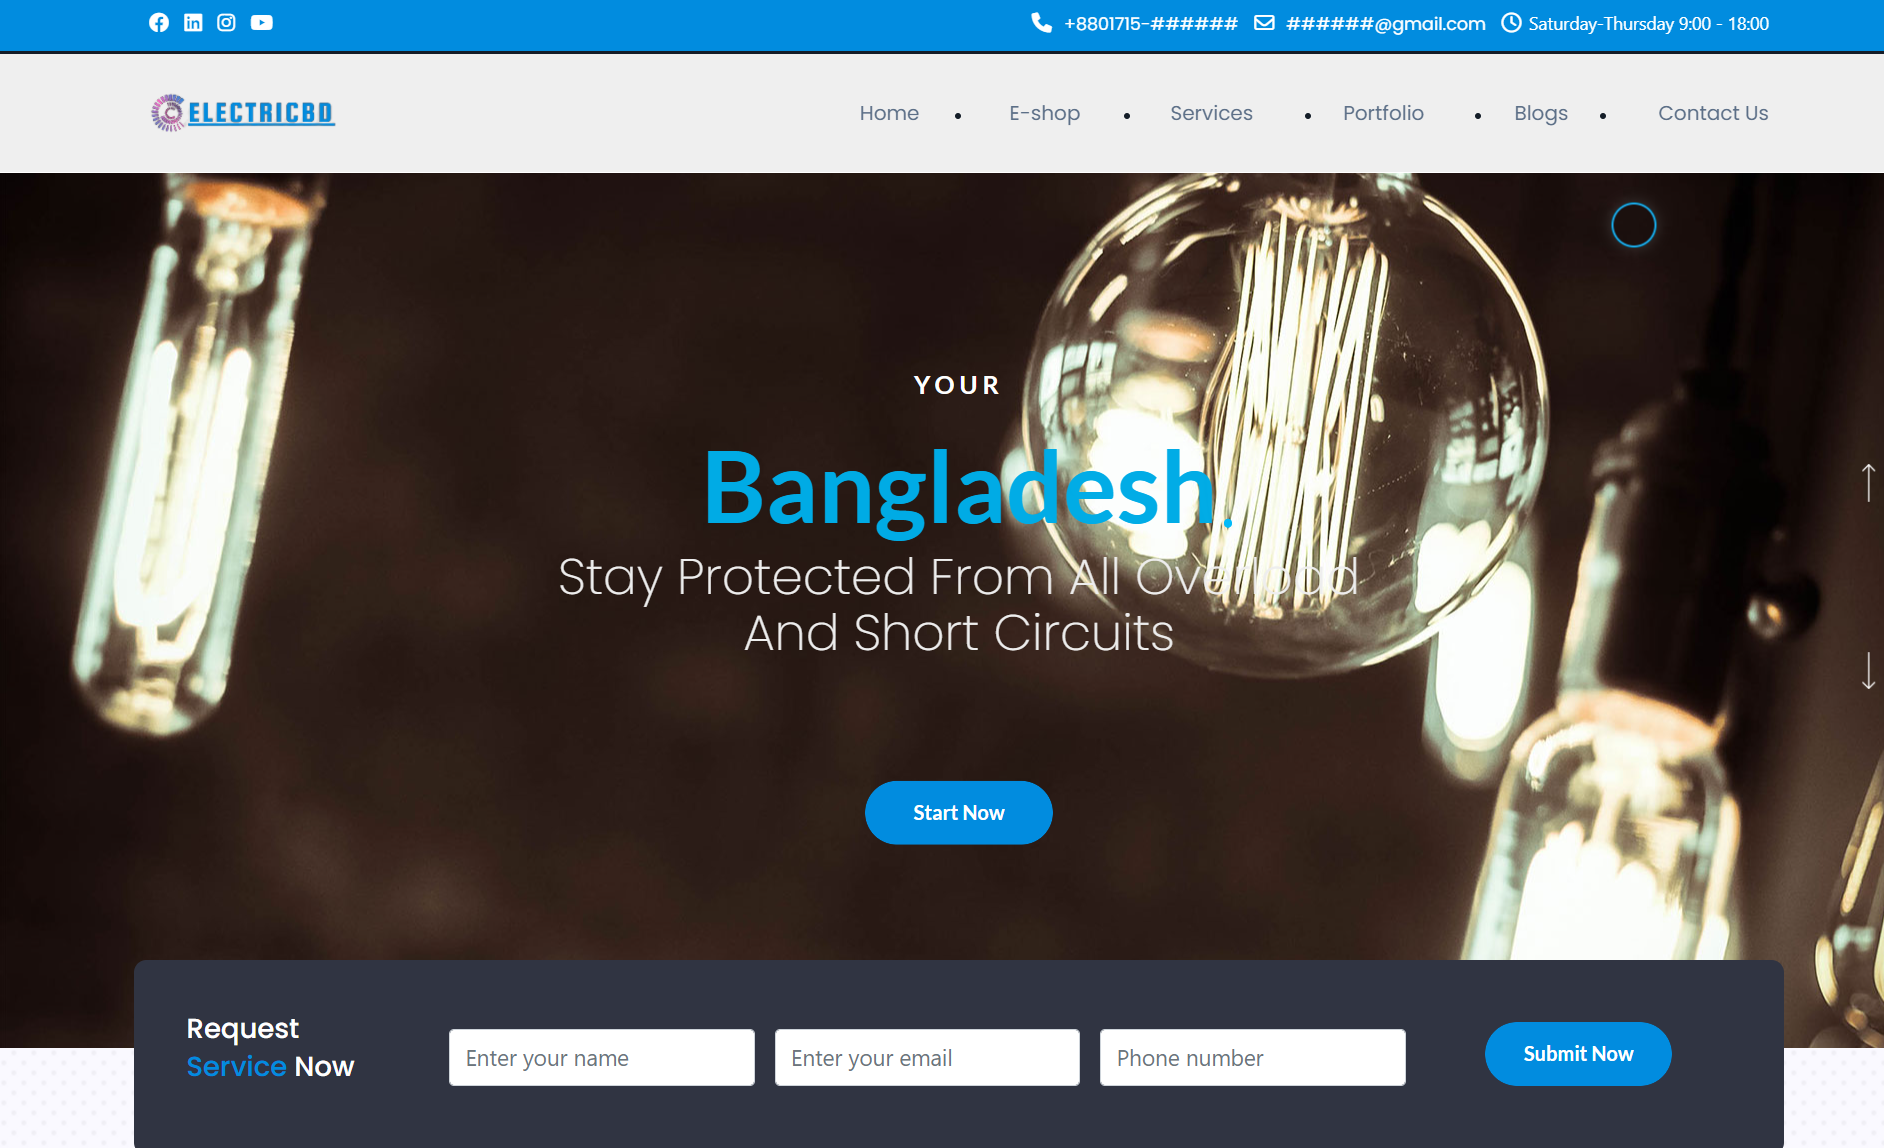 +8801715-###### ######@gmail.com Saturday-Thursday 9:00 - 18:00
ELECTRICBD
Home • E-shop • Services • Portfolio • Blogs • Contact Us
YOUR
Bangladesh.
Stay Protected From All Overload
And Short Circuits
Start Now
Request
Service Now
Enter your name
Enter your email
Phone number
Submit Now